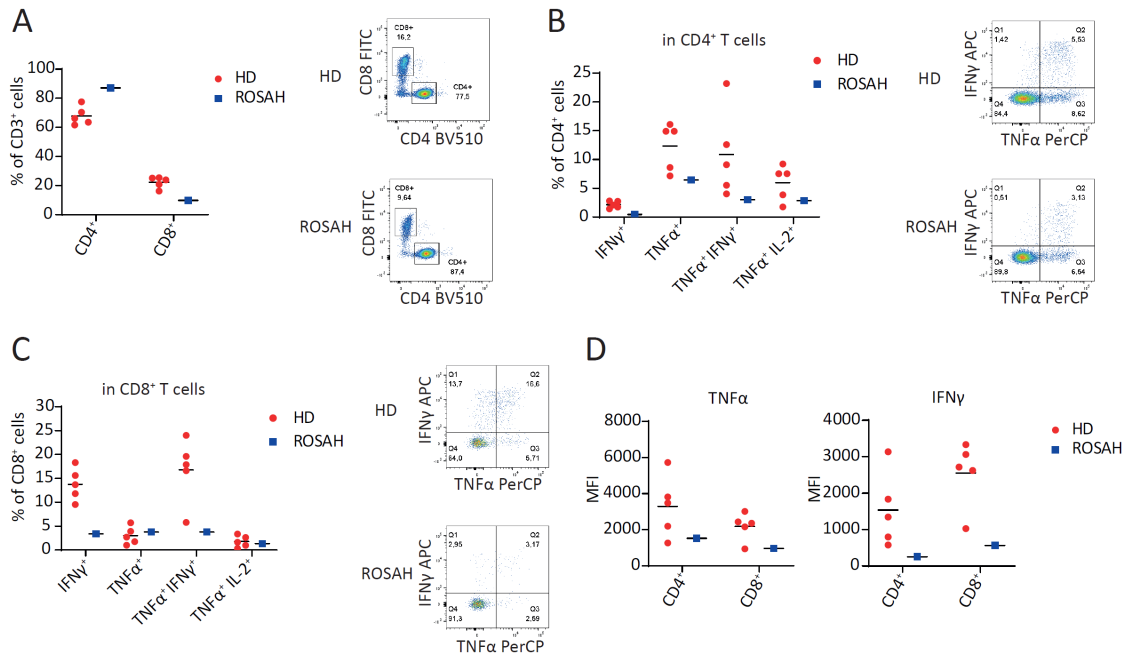 A
% of CD3⁺ cells
100
80
60
40
20
0
CD4⁺
CD8⁺
HD
ROSAH
HD
CD8 FITC
CD8+
16,2
CD4+
77,5
CD4 BV510
ROSAH
CD8 FITC
CD8+
9,64
CD4+
87,4
CD4 BV510
B
in CD4⁺ T cells
% of CD4⁺ cells
25
20
15
10
5
0
IFNγ⁺
TNFα⁺
TNFα⁺ IFNγ⁺
TNFα⁺ IL-2⁺
HD
ROSAH
HD
IFNγ APC
Q1
1,42
Q2
5,53
Q4
84,4
Q3
8,62
TNFα PerCP
ROSAH
IFNγ APC
Q1
0,51
Q2
3,13
Q4
89,8
Q3
6,54
TNFα PerCP
C
in CD8⁺ T cells
% of CD8⁺ cells
30
25
20
15
10
5
0
IFNγ⁺
TNFα⁺
TNFα⁺ IFNγ⁺
TNFα⁺ IL-2⁺
HD
ROSAH
HD
IFNγ APC
Q1
13,7
Q2
16,6
Q4
64,0
Q3
5,71
TNFα PerCP
ROSAH
IFNγ APC
Q1
2,95
Q2
3,17
Q4
91,3
Q3
2,59
TNFα PerCP
D
TNFα
MFI
8000
6000
4000
2000
0
CD4⁺
CD8⁺
IFNγ
MFI
4000
3000
2000
1000
0
CD4⁺
CD8⁺
HD
ROSAH